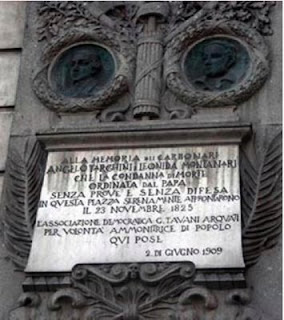 ALLA MEMORIA DEI CARBONARI
ANGELO TARGHINI E LEONIDA MONTANARI
CHE LA CONDANNA DI MORTE
ORDINATA DAL PAPA
SENZA PROVE E SENZA DIFESA
IN QUESTA PIAZZA SERENAMENTE AFFRONTARONO
IL 23 NOVEMBRE 1825
L'ASSOCIAZIONE DEMOCRATICA G. TAVANI ARQUATI
PER VOLONTÀ AMMONITRICE DI POPOLO
QUI POSE
2. DI GIUGNO 1909